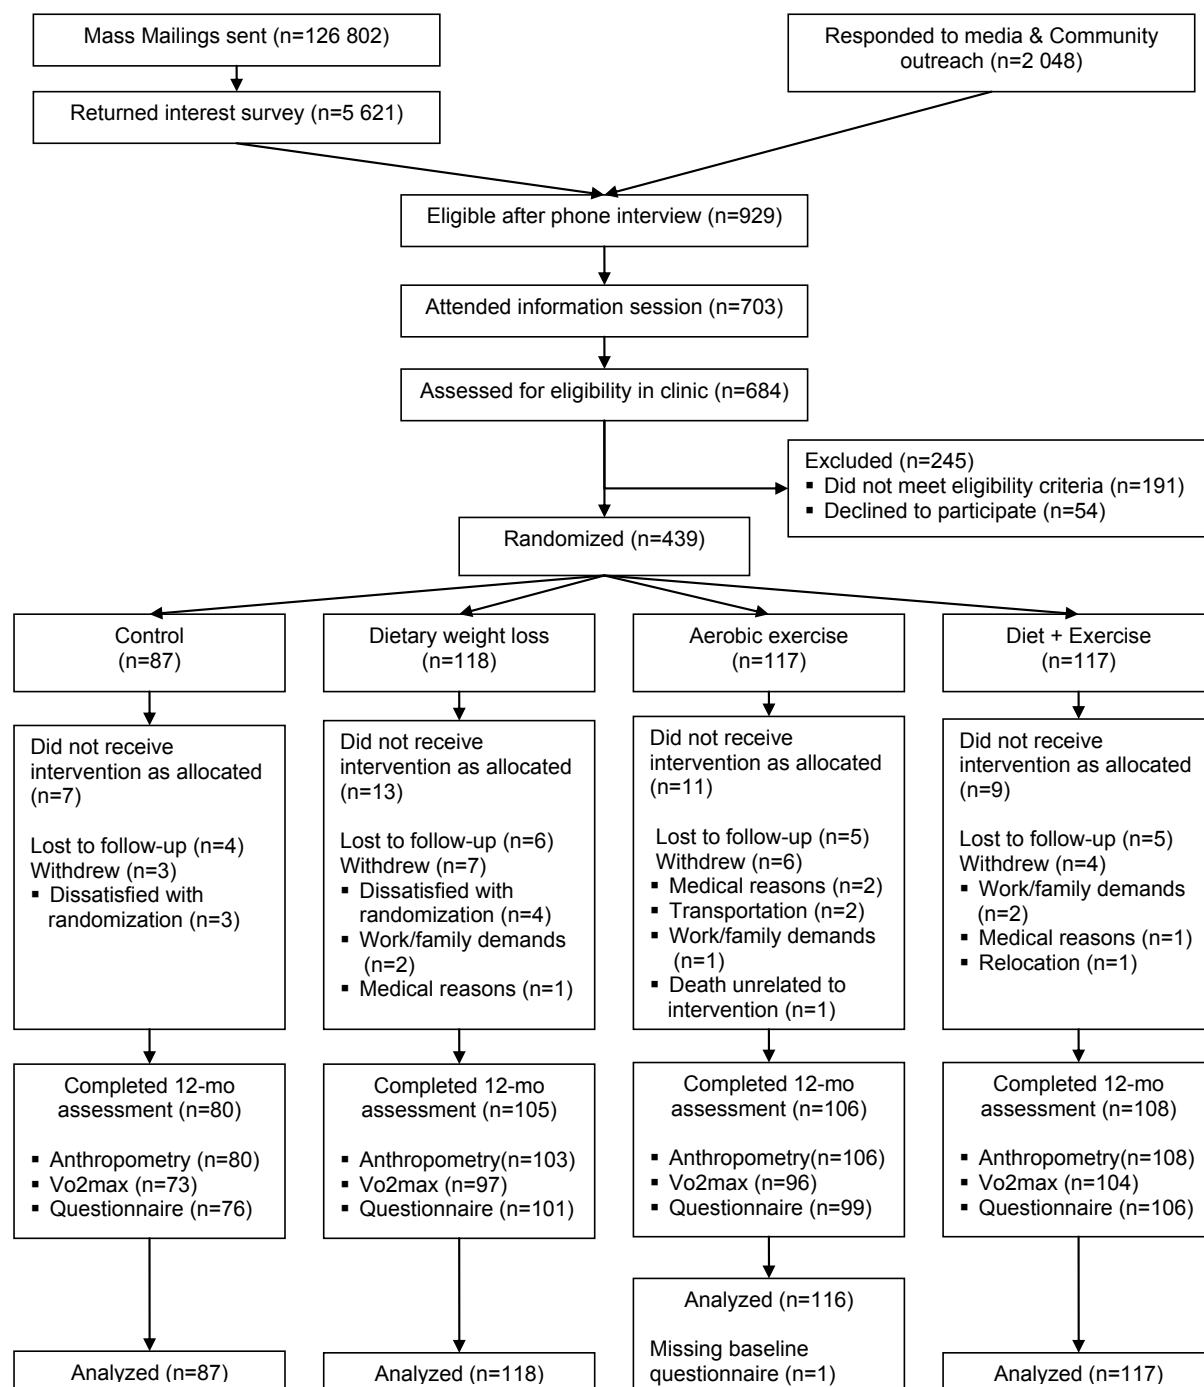 Mass Mailings sent (n=126 802)
Responded to media & Community
outreach (n=2 048)
Returned interest survey (n=5 621)
Eligible after phone interview (n=929)
Attended information session (n=703)
Assessed for eligibility in clinic (n=684)
Excluded (n=245)
▪ Did not meet eligibility criteria (n=191)
▪ Declined to participate (n=54)
Randomized (n=439)
Control
(n=87)
Dietary weight loss
(n=118)
Aerobic exercise
(n=117)
Diet + Exercise
(n=117)
Did not receive
intervention as allocated
(n=7)
Lost to follow-up (n=4)
Withdrew (n=3)
▪ Dissatisfied with
randomization (n=3)
Did not receive
intervention as allocated
(n=13)
Lost to follow-up (n=6)
Withdrew (n=7)
▪ Dissatisfied with
randomization (n=4)
▪ Work/family demands
(n=2)
▪ Medical reasons (n=1)
Did not receive
intervention as allocated
(n=11)
Lost to follow-up (n=5)
Withdrew (n=6)
▪ Medical reasons (n=2)
▪ Transportation (n=2)
▪ Work/family demands
(n=1)
▪ Death unrelated to
intervention (n=1)
Did not receive
intervention as allocated
(n=9)
Lost to follow-up (n=5)
Withdrew (n=4)
▪ Work/family demands
(n=2)
▪ Medical reasons (n=1)
▪ Relocation (n=1)
Completed 12-mo
assessment (n=80)
▪ Anthropometry (n=80)
▪ Vo2max (n=73)
▪ Questionnaire (n=76)
Completed 12-mo
assessment (n=105)
▪ Anthropometry(n=103)
▪ Vo2max (n=97)
▪ Questionnaire (n=101)
Completed 12-mo
assessment (n=106)
▪ Anthropometry(n=106)
▪ Vo2max (n=96)
▪ Questionnaire (n=99)
Completed 12-mo
assessment (n=108)
▪ Anthropometry(n=108)
▪ Vo2max (n=104)
▪ Questionnaire (n=106)
Analyzed (n=87)
Analyzed (n=118)
Analyzed (n=116)
Missing baseline
questionnaire (n=1)
Analyzed (n=117)